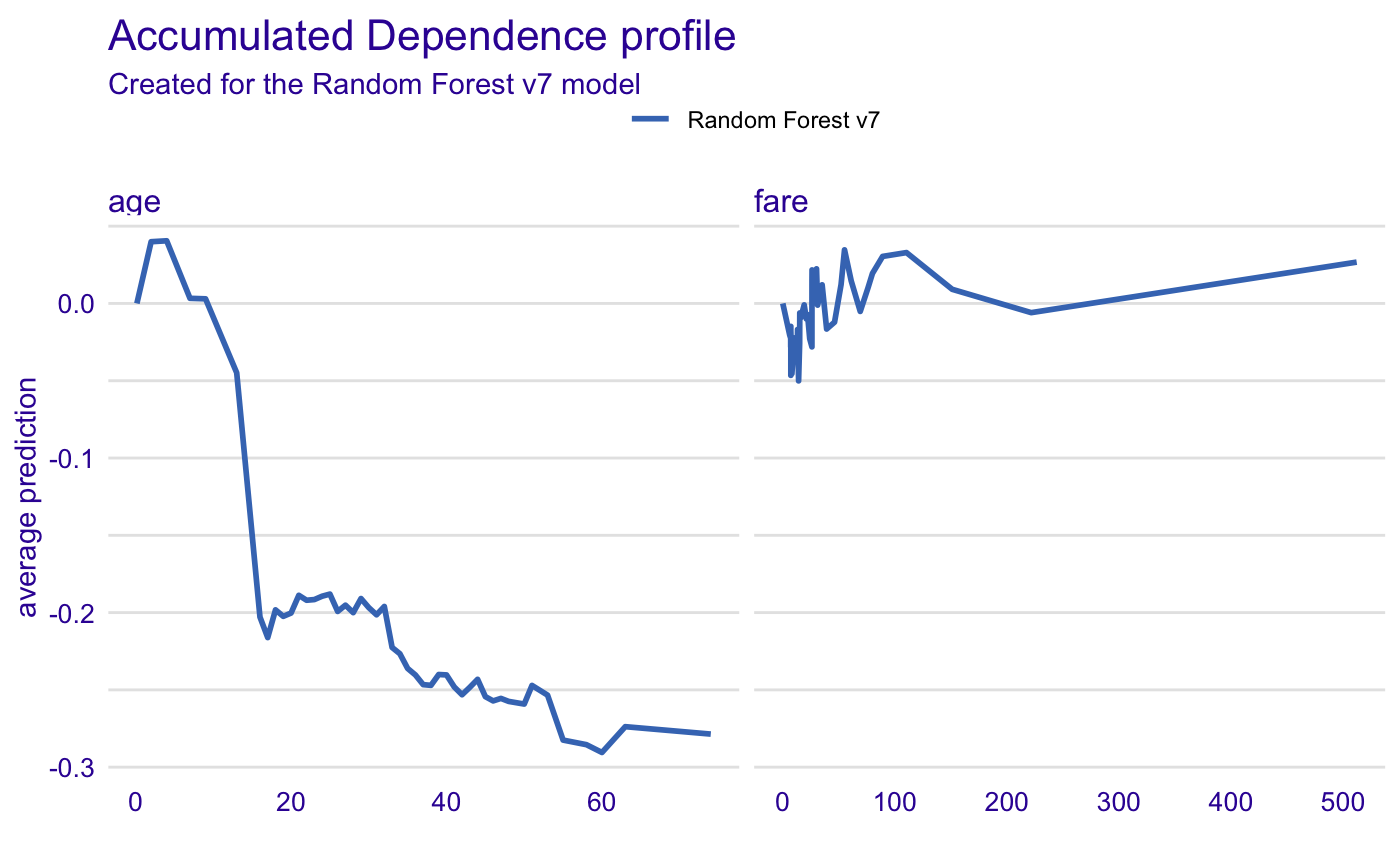 Accumulated Dependence profile
Created for the Random Forest v7 model
Random Forest v7
age
fare
average prediction
0.0
-0.1
-0.2
-0.3
0 20 40 60
0 100 200 300 400 500